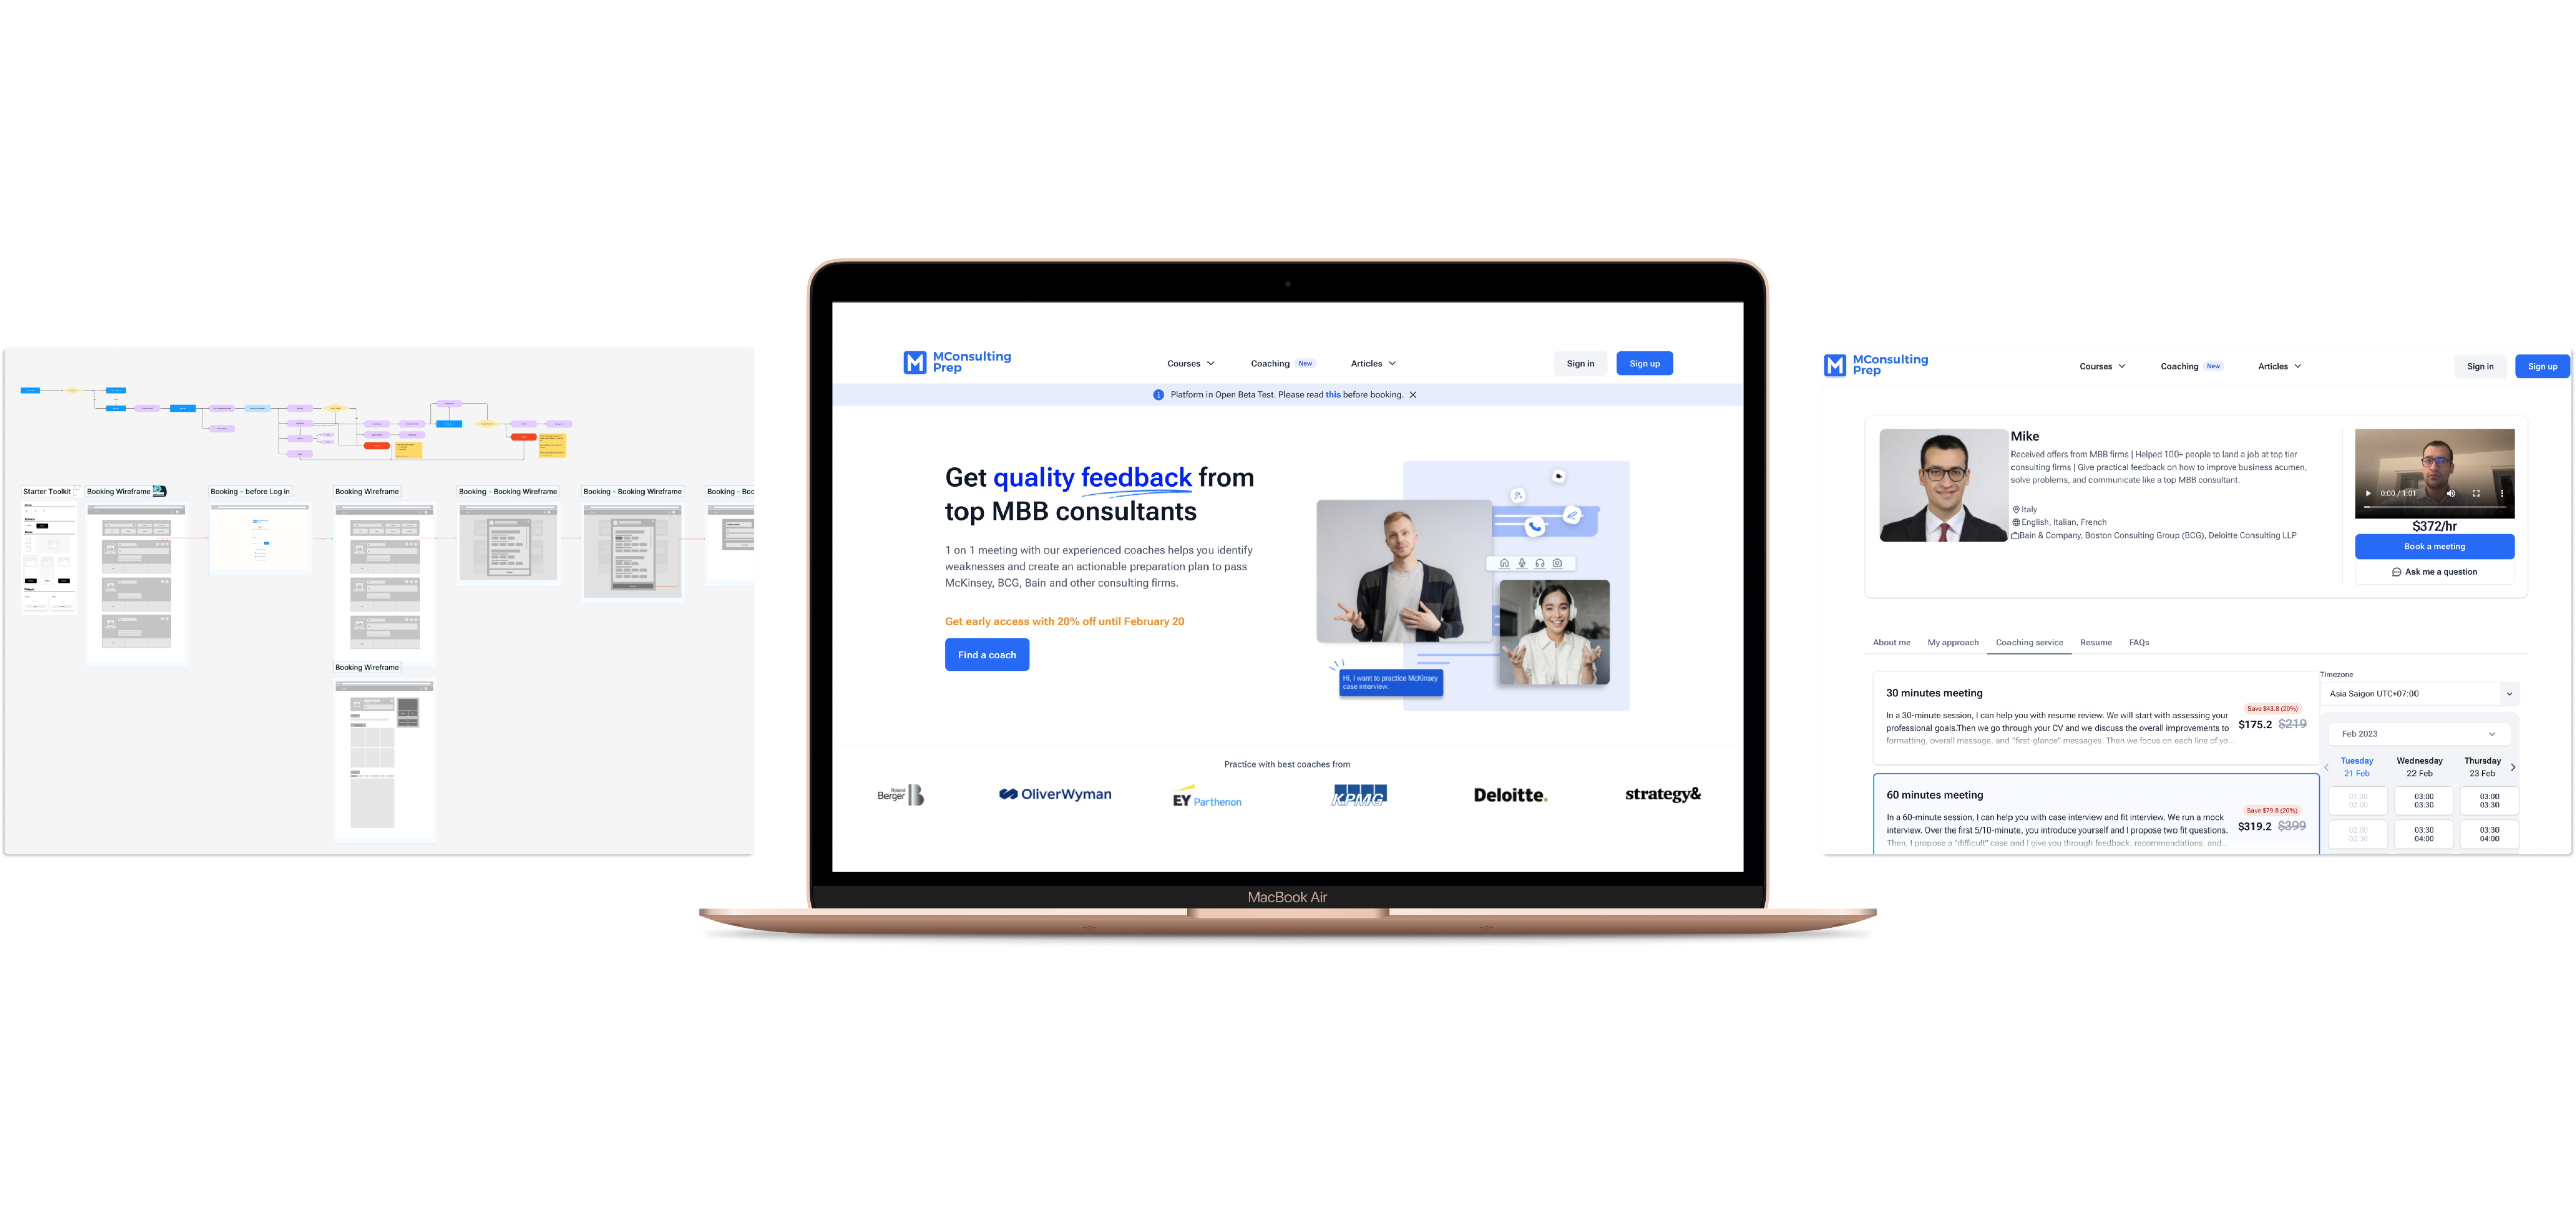 Starter Toolkit
Booking Wireframe
Booking - before Log in
Booking Wireframe
Booking - Booking Wireframe
Booking - Booking Wireframe
Booking - Boo
Booking Wireframe
MConsulting
Prep
Courses
Coaching New
Articles
Sign in
Sign up
Platform in Open Beta Test. Please read this before booking.
Get quality feedback from
top MBB consultants
1 on 1 meeting with our experienced coaches helps you identify
weaknesses and create an actionable preparation plan to pass
McKinsey, BCG, Bain and other consulting firms.
Get early access with 20% off until February 20
Find a coach
Hi, I want to practice McKinsey
case interview.
Practice with best coaches from
Roland
Berger
OliverWyman
EY Parthenon
KPMG
Deloitte.
strategy&
MacBook Air
MConsulting
Prep
Courses
Coaching New
Articles
Sign in
Sign up
Mike
Received offers from MBB firms | Helped 100+ people to land a job at top tier
consulting firms | Give practical feedback on how to improve business acumen,
solve problems, and communicate like a top MBB consultant.
Italy
English, Italian, French
Bain & Company, Boston Consulting Group (BCG), Deloitte Consulting LLP
0:00 / 1:01
$372/hr
Book a meeting
Ask me a question
About me
My approach
Coaching service
Resume
FAQs
30 minutes meeting
In a 30-minute session, I can help you with resume review. We will start with assessing your
professional goals.Then we go through your CV and we discuss the overall improvements to
formatting, overall message, and "first-glance" messages. Then we focus on each line of yo...
Save $43.8 (20%)
$175.2 $219
60 minutes meeting
In a 60-minute session, I can help you with case interview and fit interview. We run a mock
interview. Over the first 5/10-minute, you introduce yourself and I propose two fit questions.
Then, I propose a "difficult" case and I give you through feedback, recommendations, and...
Save $79.8 (20%)
$319.2 $399
Timezone
Asia Saigon UTC+07:00
Feb 2023
Tuesday
21 Feb
Wednesday
22 Feb
Thursday
23 Feb
01:30
02:00
03:00
03:30
03:00
03:30
02:00
02:30
03:30
04:00
03:30
04:00